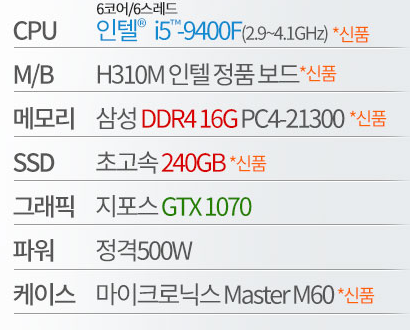 6코어/6스레드
CPU 인텔® i5™-9400F(2.9~4.1GHz) *신품
M/B H310M 인텔 정품 보드*신품
메모리 삼성 DDR4 16G PC4-21300 *신품
SSD 초고속 240GB *신품
그래픽 지포스 GTX 1070
파워 정격500W
케이스 마이크로닉스 Master M60 *신품